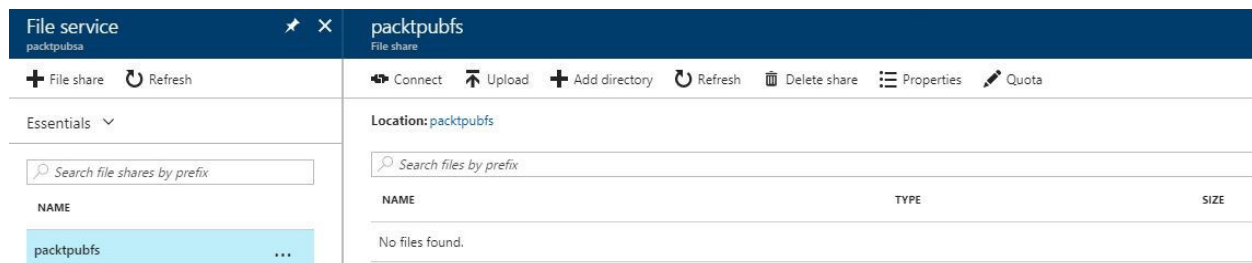 File service
packtpubsa
File share Refresh
Essentials
Search file shares by prefix
NAME
packtpubfs ...
packtpubfs
File share
Connect Upload Add directory Refresh Delete share Properties Quota
Location: packtpubfs
Search files by prefix
NAME TYPE SIZE
No files found.